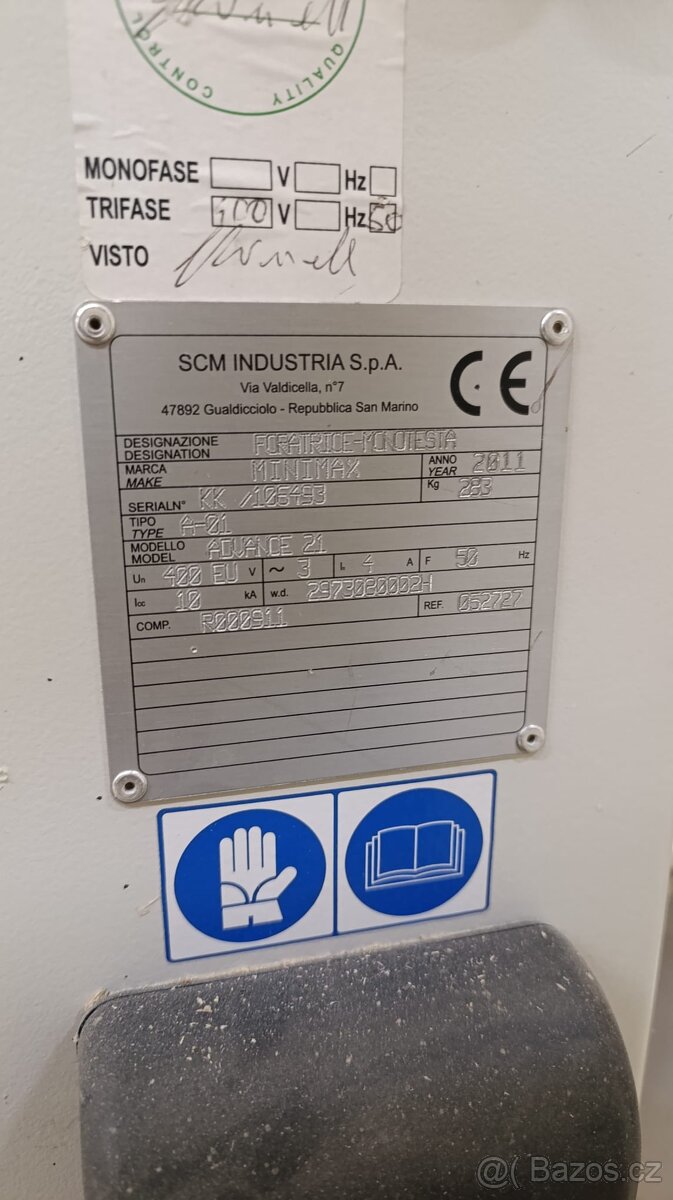 QUALITY
CONTROL
MONOFASE V Hz
TRIFASE 400 V Hz 50
VISTO
SCM INDUSTRIA S.p.A.
Via Valdicella, n°7
47892 Gualdicciolo - Repubblica San Marino
CE
DESIGNAZIONE
DESIGNATION FORATRICE-MONOTESTA
MARCA
MAKE MINIMAX ANNO
YEAR 2011
SERIALN° KK /106493 Kg 283
TIPO
TYPE A-01
MODELLO
MODEL ADVANCE 21
Un 400 EU V ~ 3 In 4 A F 50 Hz
Icc 10 kA w.d. 2973080002H REF. 052727
COMP. R000911
@( Bazoš.cz